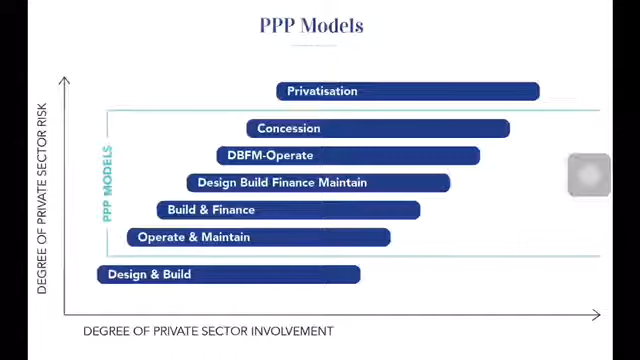 PPP Models
DEGREE OF PRIVATE SECTOR RISK
PPP MODELS
Privatisation
Concession
DBFM-Operate
Design Build Finance Maintain
Build & Finance
Operate & Maintain
Design & Build
DEGREE OF PRIVATE SECTOR INVOLVEMENT